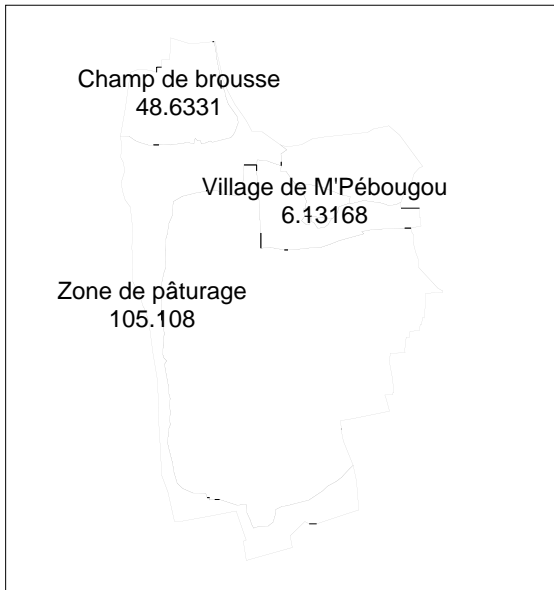 Champ de brousse
48.6331
Village de M'Pébougou
6.13168
Zone de pâturage
105.108